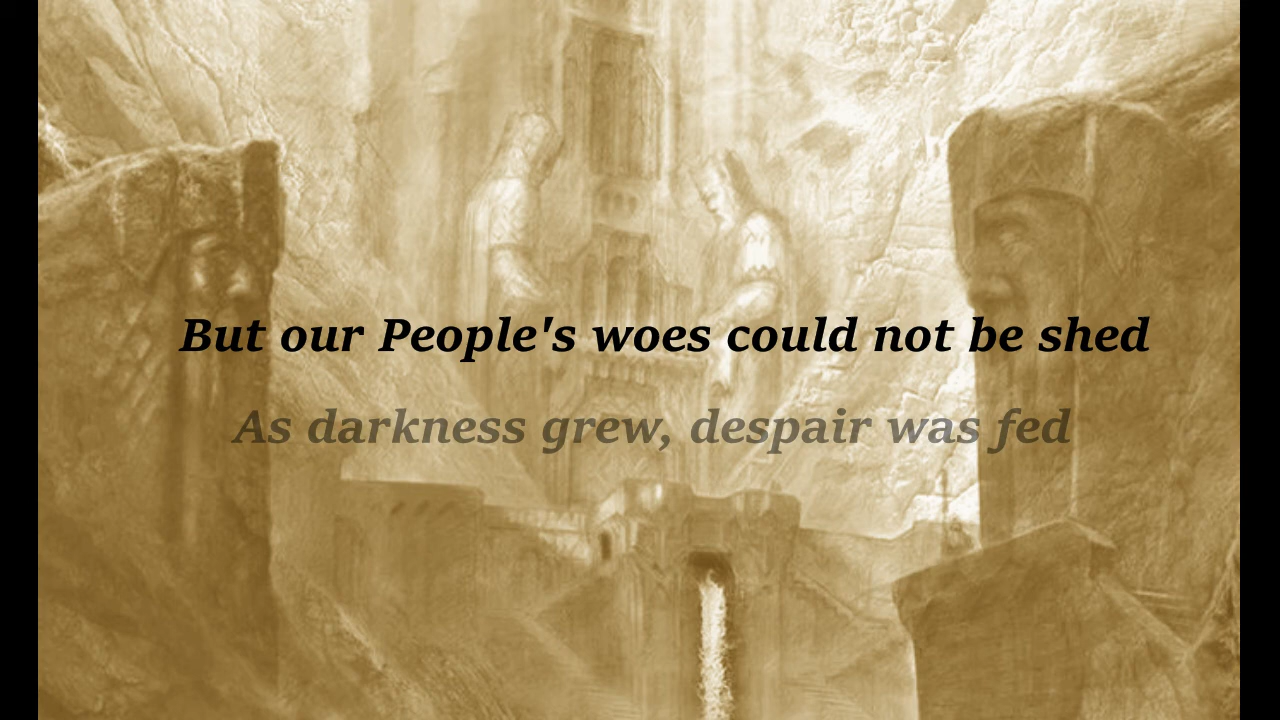 But our People's woes could not be shed
As darkness grew, despair was fed